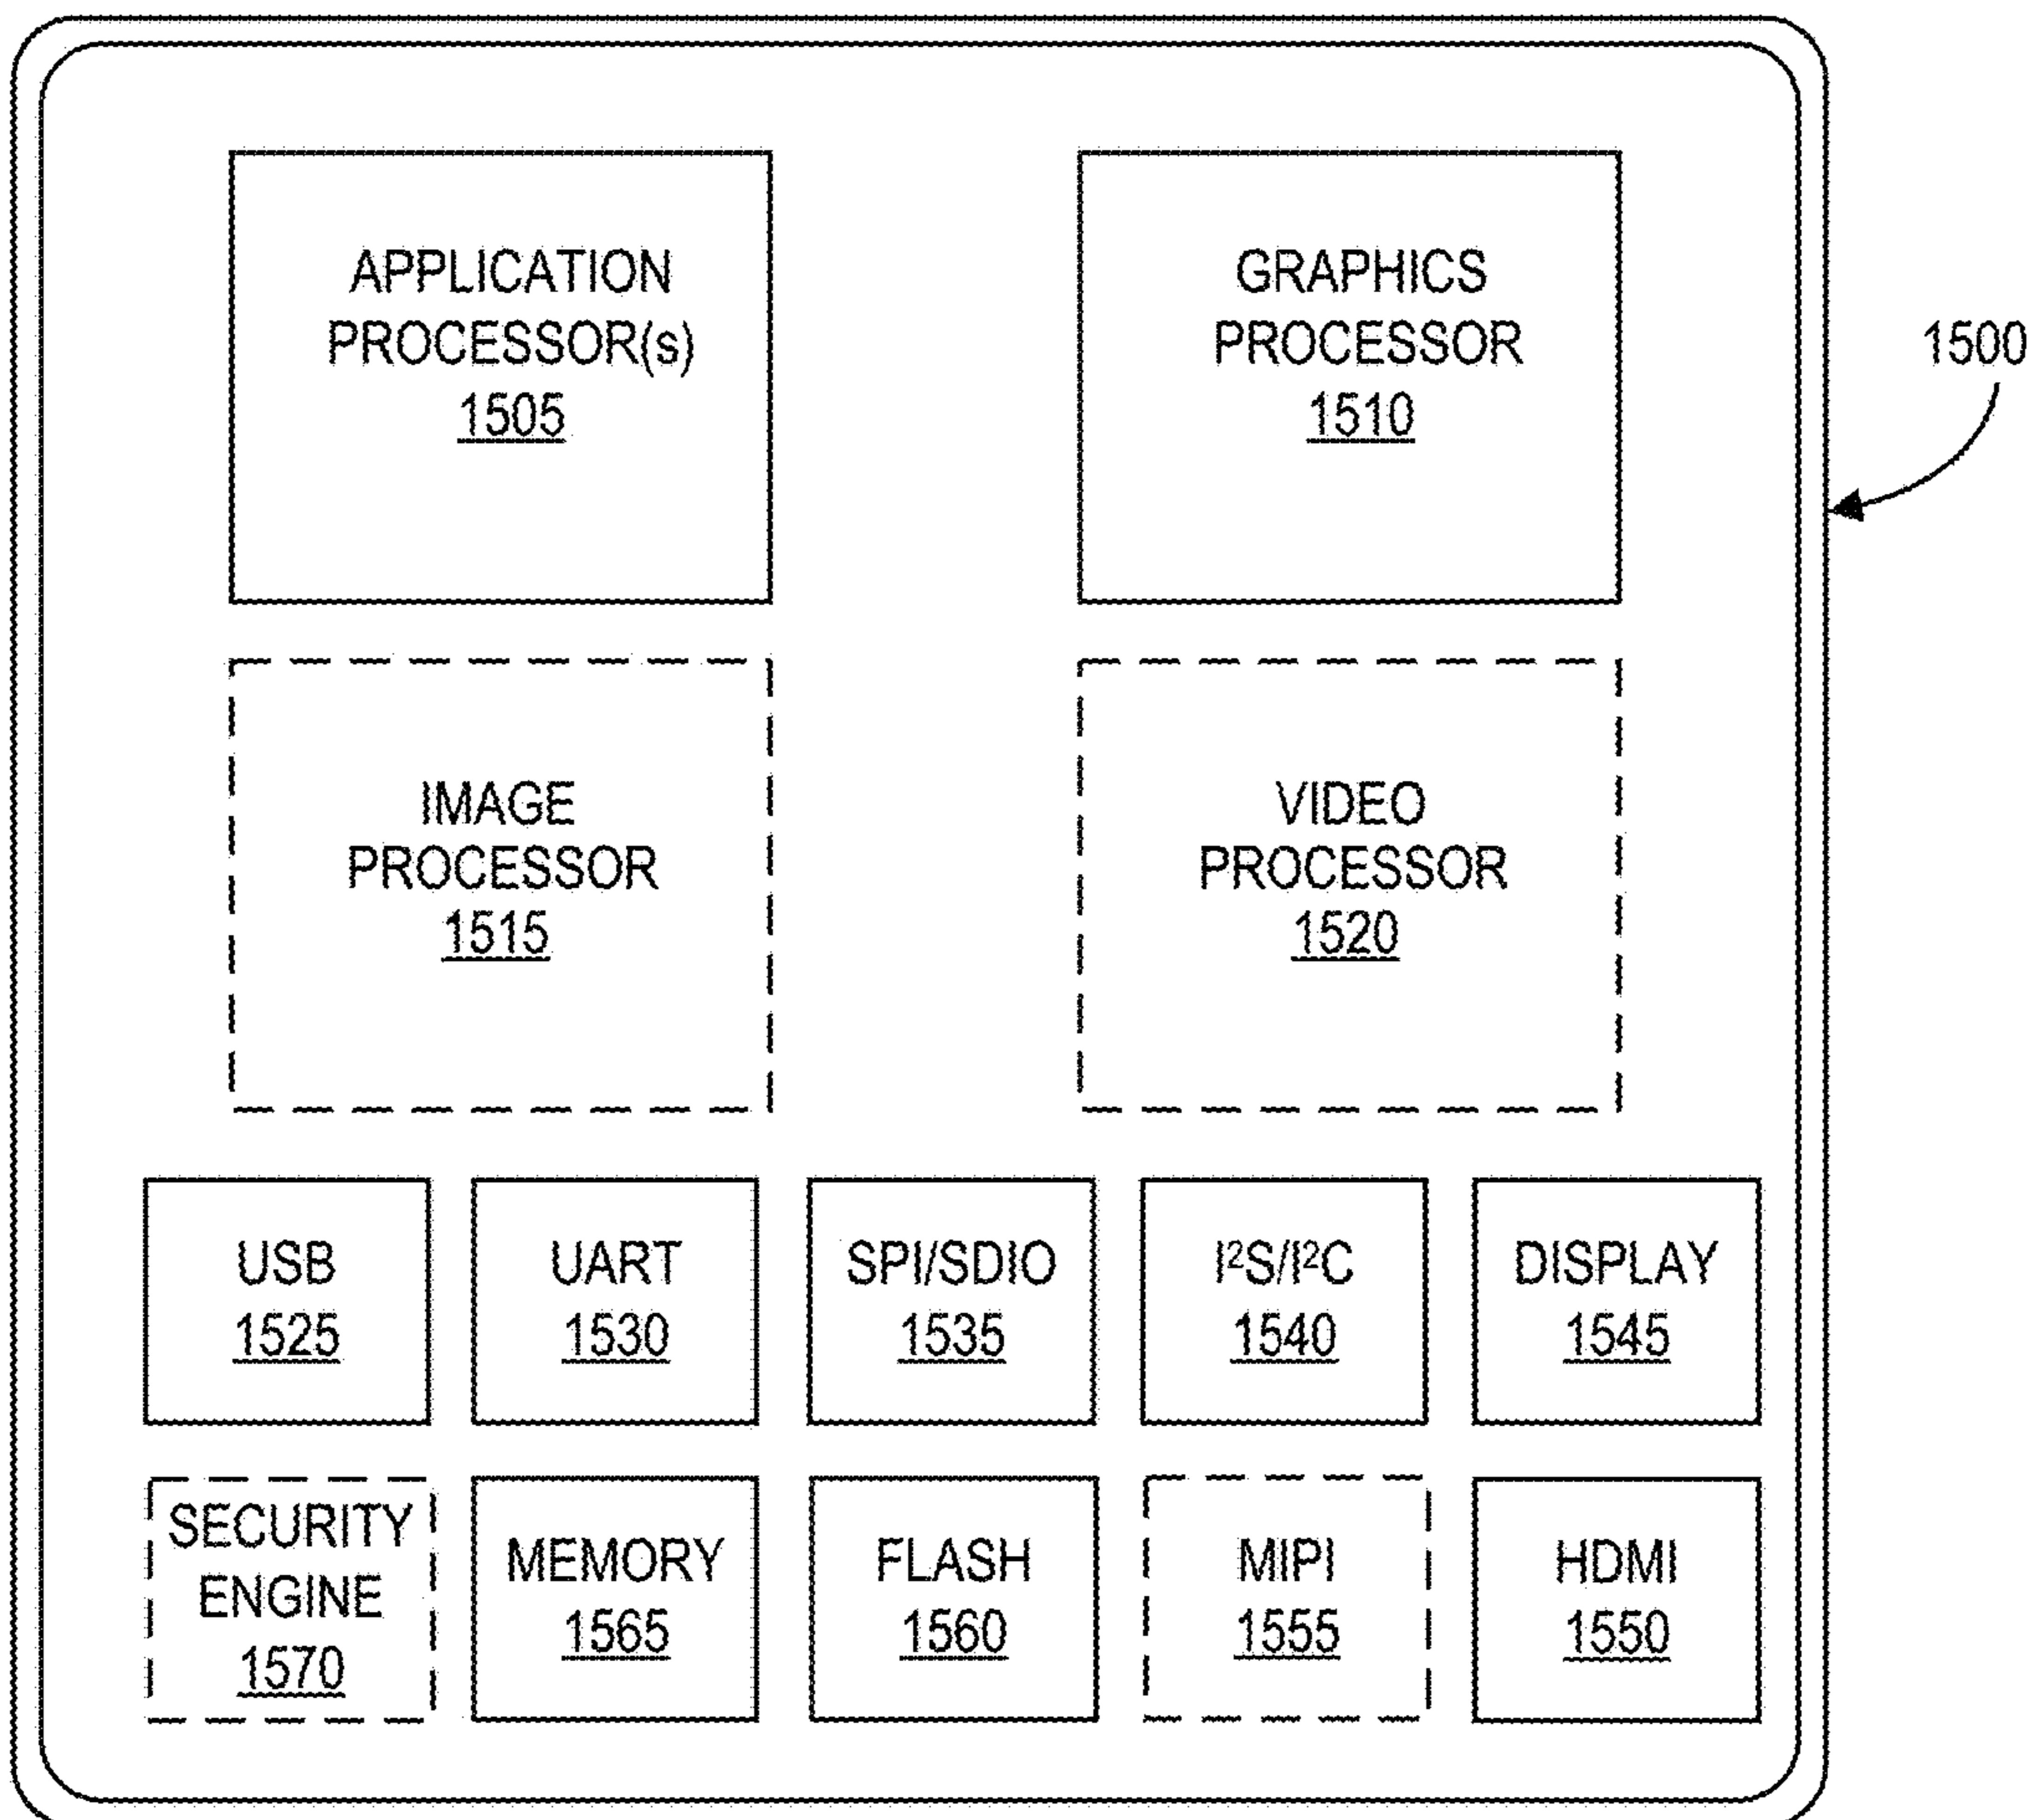 APPLICATION
PROCESSOR(s)
1505
GRAPHICS
PROCESSOR
1510
1500
IMAGE
PROCESSOR
1515
VIDEO
PROCESSOR
1520
USB
1525
UART
1530
SPI/SDIO
1535
I²S/I²C
1540
DISPLAY
1545
SECURITY
ENGINE
1570
MEMORY
1565
FLASH
1560
MIPI
1555
HDMI
1550